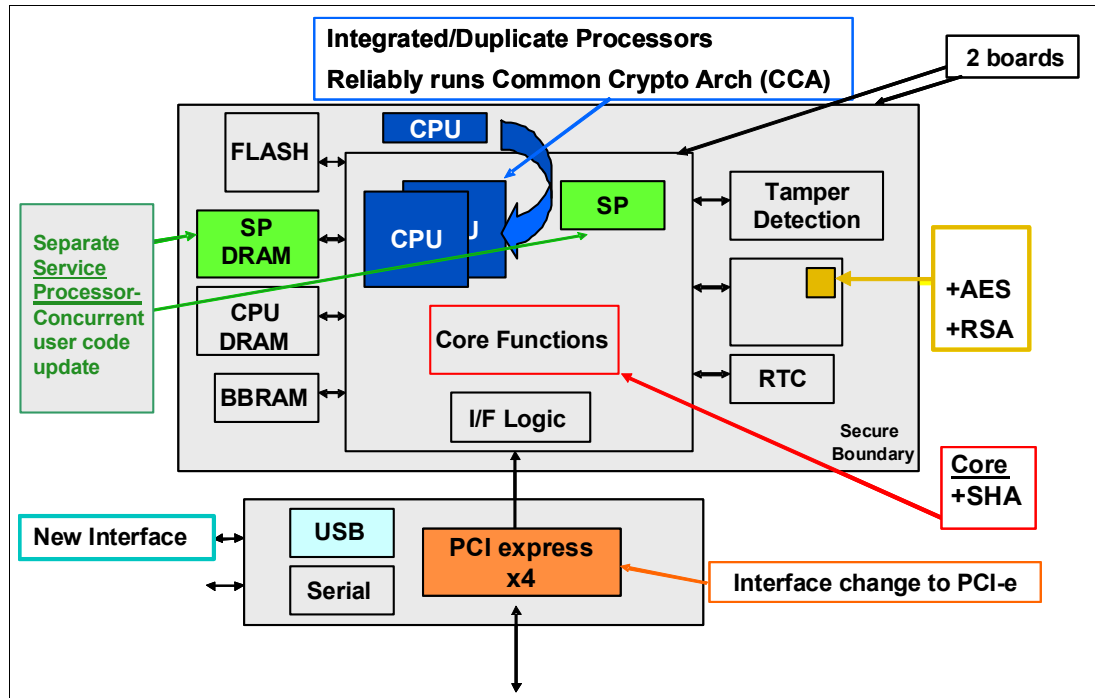 Integrated/Duplicate Processors
Reliably runs Common Crypto Arch (CCA)
2 boards
CPU
FLASH
Tamper
Detection
SP
CPU
U
SP
DRAM
Separate
Service
Processor-
Concurrent
user code
update
+AES
+RSA
CPU
DRAM
Core Functions
RTC
BBRAM
I/F Logic
Secure
Boundary
Core
+SHA
New Interface
USB
PCI express
x4
Serial
Interface change to PCI-e